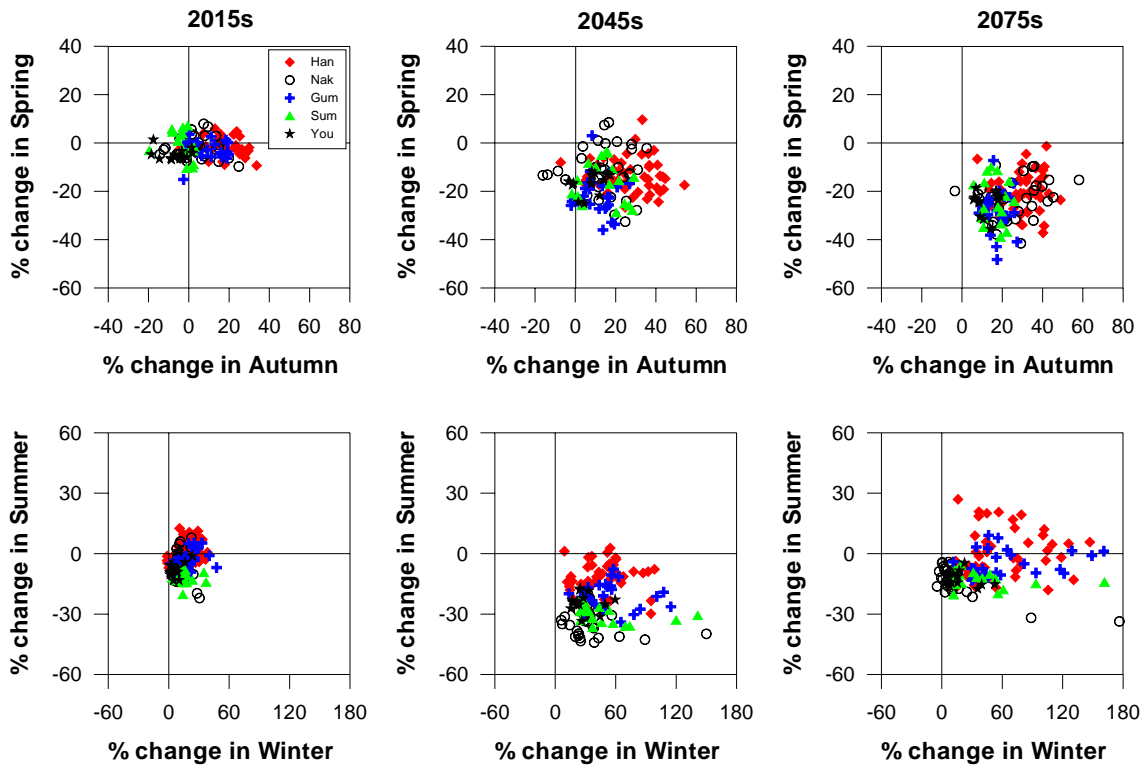 2015s 2045s 2075s
40 40 40
Han
Nak
Gum
Sum
You
20 20 20
0 0 0
-20 -20 -20
-40 -40 -40
-60 -60 -60
% change in Spring % change in Spring % change in Spring
-40 -20 0 20 40 60 80 -40 -20 0 20 40 60 80 -40 -20 0 20 40 60 80
% change in Autumn % change in Autumn % change in Autumn
60 60 60
30 30 30
0 0 0
-30 -30 -30
-60 -60 -60
% change in Summer % change in Summer % change in Summer
-60 0 60 120 180 -60 0 60 120 180 -60 0 60 120 180
% change in Winter % change in Winter % change in Winter